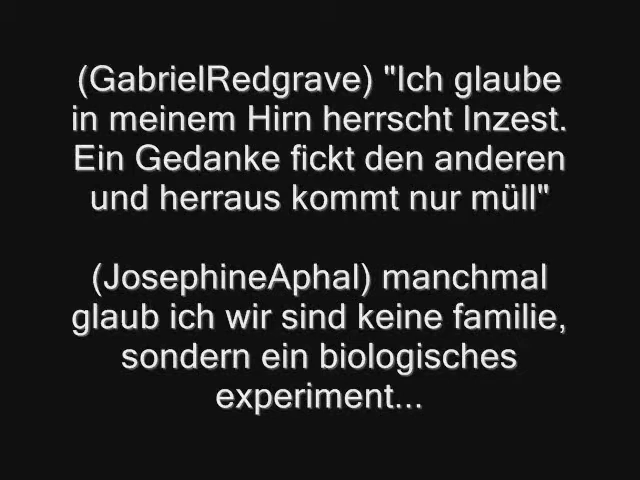 (GabrielRedgrave) "Ich glaube
in meinem Hirn herrscht Inzest.
Ein Gedanke fickt den anderen
und herraus kommt nur müll"
(JosephineAphal) manchmal
glaub ich wir sind keine familie,
sondern ein biologisches
experiment...